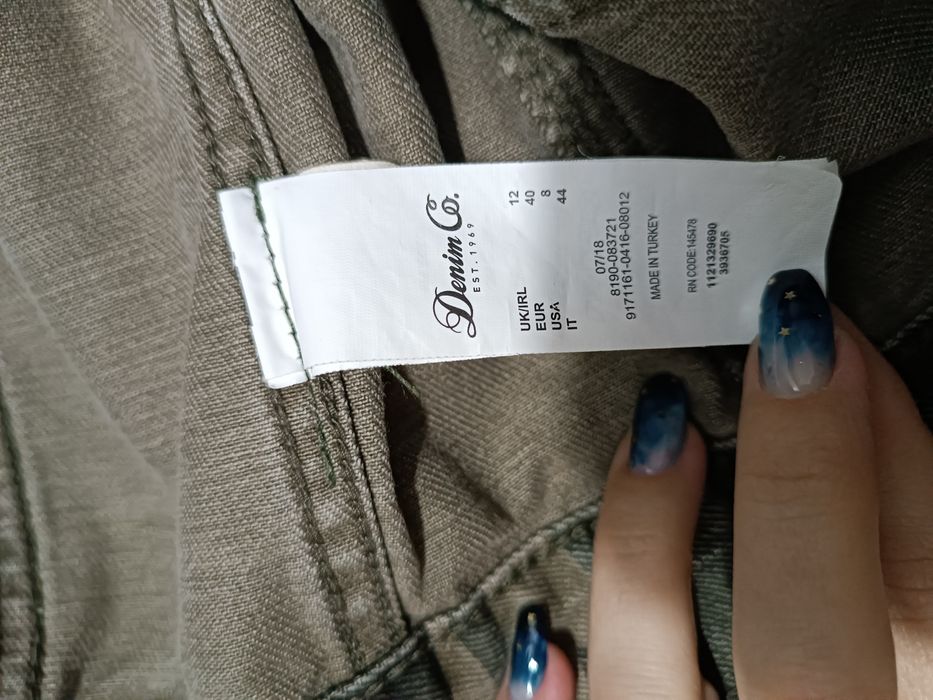 Denim Co.
EST. 1969
UK/IRL 12
EUR 40
USA 8
IT 44
07/18
8190-083721
9171161-0416-08012
MADE IN TURKEY
RN CODE:145478
1121329690
3936705